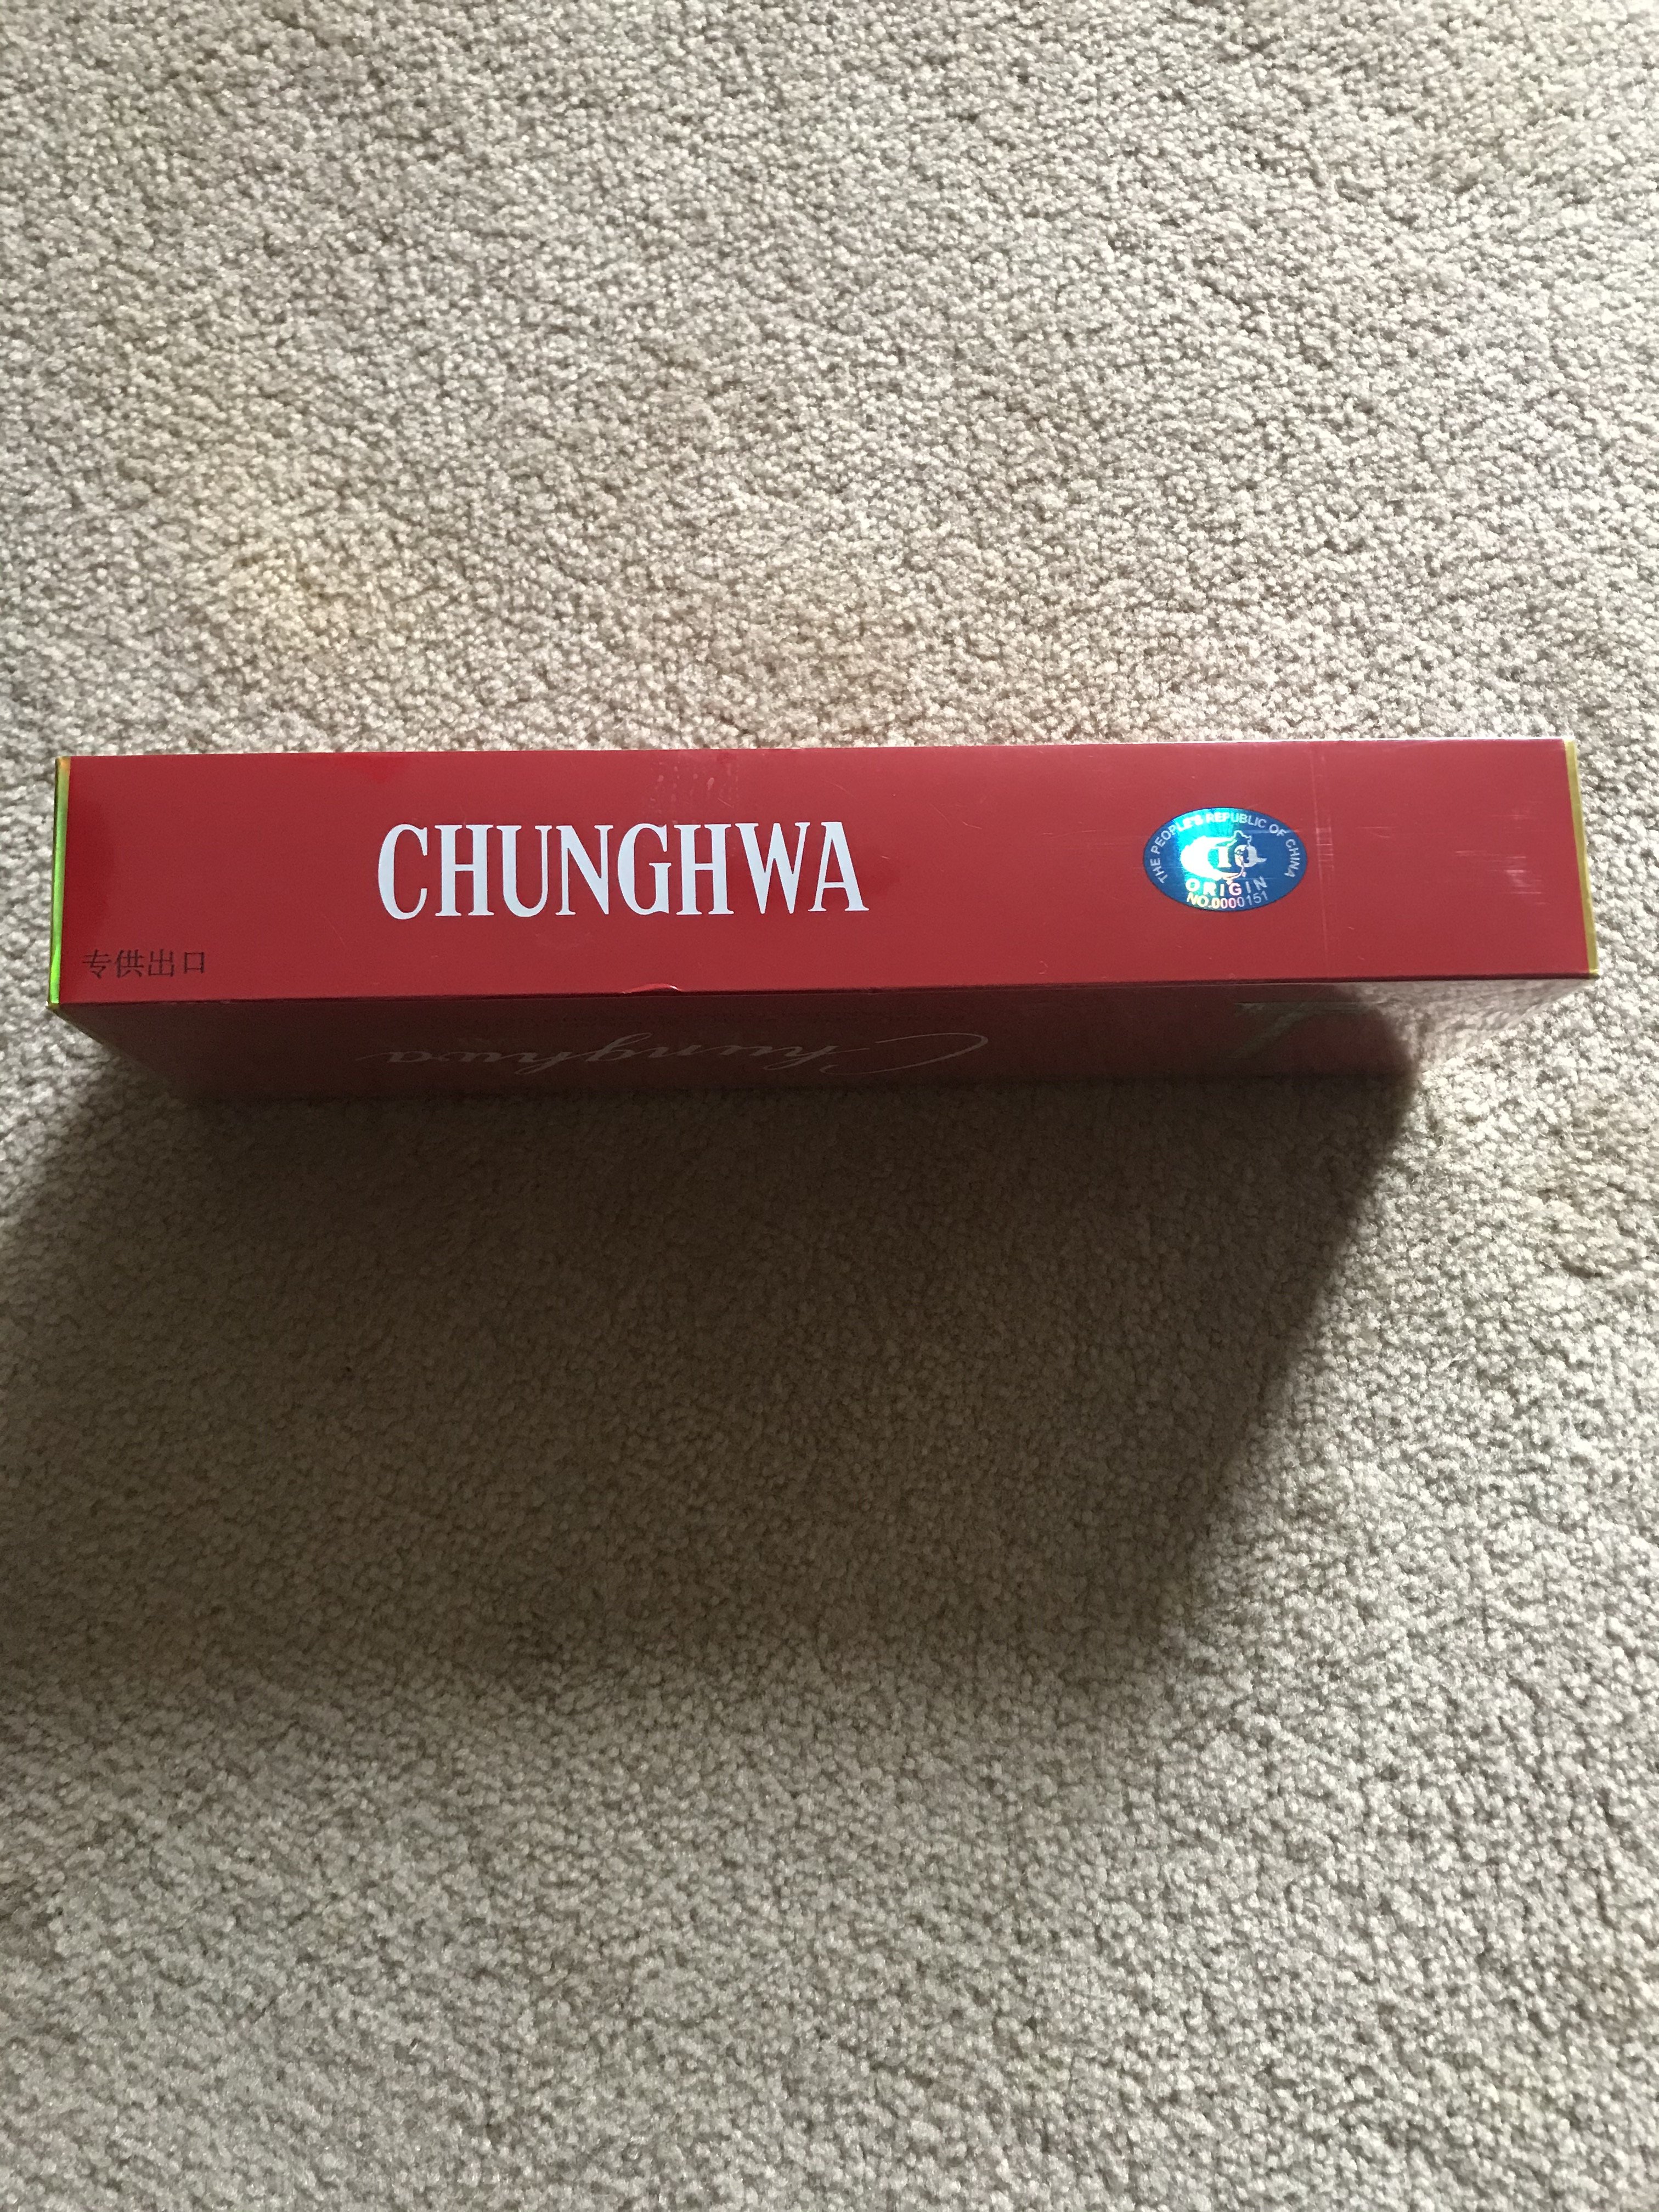 CHUNGHWA
THE PEOPLE'S REPUBLIC OF CHINA
CIQ
ORIGIN
NO.0000151
专供出口
Chunghwa